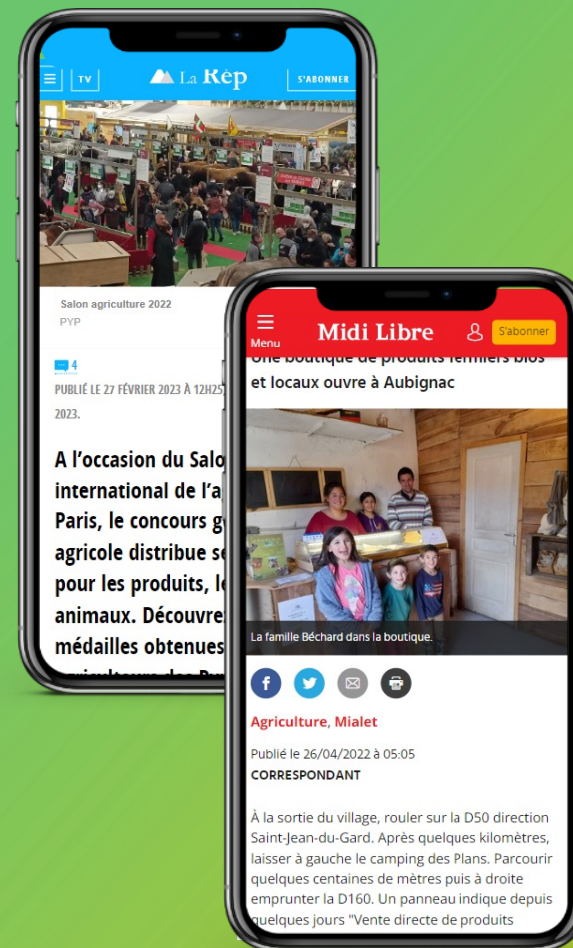 TV
La Rép
S'ABONNER
Salon agriculture 2022
PYP
4
PUBLIÉ LE 27 FÉVRIER 2023 À 12H25
2023.
A l'occasion du Salo
international de l'a
Paris, le concours g
agricole distribue se
pour les produits, le
animaux. Découvre
médailles obtenues
Menu
Midi Libre
S'abonner
Une boutique de produits fermiers bios
et locaux ouvre à Aubignac
La famille Béchard dans la boutique.
Agriculture, Mialet
Publié le 26/04/2022 à 05:05
CORRESPONDANT
À la sortie du village, rouler sur la D50 direction
Saint-Jean-du-Gard. Après quelques kilomètres,
laisser à gauche le camping des Plans. Parcourir
quelques centaines de mètres puis à droite
emprunter la D160. Un panneau indique depuis
quelques jours "Vente directe de produits